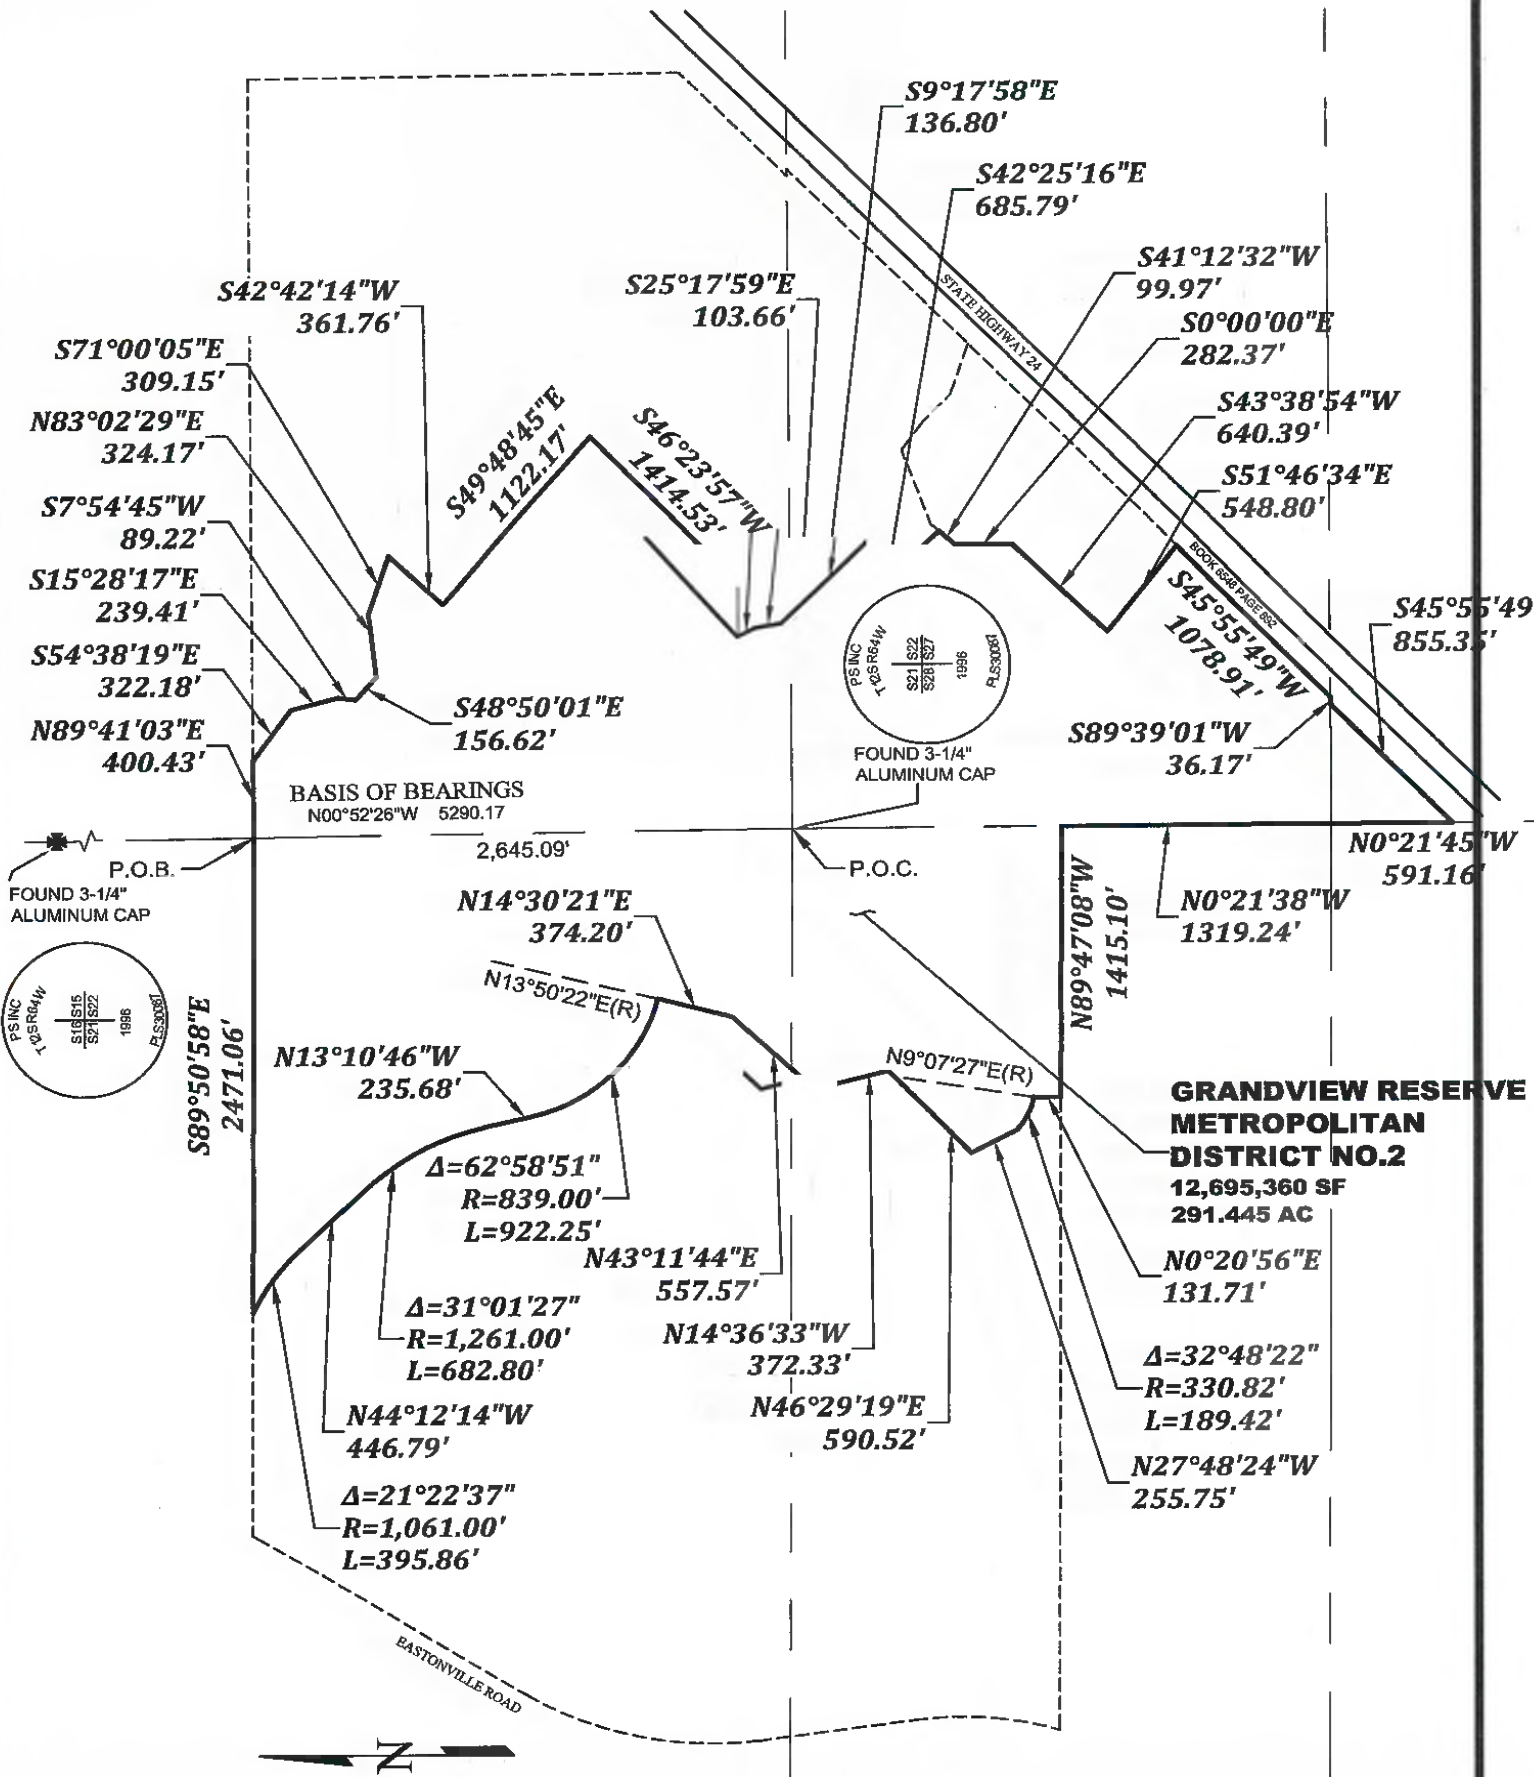 S9°17'58"E
136.80'
S42°25'16"E
685.79'
S41°12'32"W
99.97'
S0°00'00"E
282.37'
S43°38'54"W
640.39'
S51°46'34"E
548.80'
S45°55'49
855.35'
STATE HIGHWAY 24
BOOK 6548 PAGE 892
S45°55'49"W
1078.91'
S89°39'01"W
36.17'
S25°17'59"E
103.66'
S46°23'57"W
1414.53'
S49°48'45"E
1122.17'
S42°42'14"W
361.76'
S71°00'05"E
309.15'
N83°02'29"E
324.17'
S7°54'45"W
89.22'
S15°28'17"E
239.41'
S54°38'19"E
322.18'
N89°41'03"E
400.43'
S48°50'01"E
156.62'
PS INC
T12S R64W
S21 S22
S28 S27
1996
PLS30087
FOUND 3-1/4"
ALUMINUM CAP
BASIS OF BEARINGS
N00°52'26"W 5290.17
2,645.09'
P.O.B.
P.O.C.
FOUND 3-1/4"
ALUMINUM CAP
PS INC
T12S R64W
S16 S15
S21 S22
1996
PLS30087
N0°21'45"W
591.16'
N0°21'38"W
1319.24'
N89°47'08"W
1415.10'
N14°30'21"E
374.20'
N13°50'22"E(R)
N9°07'27"E(R)
S89°50'58"E
2471.06'
N13°10'46"W
235.68'
GRANDVIEW RESERVE
METROPOLITAN
DISTRICT NO.2
12,695,360 SF
291.445 AC
Δ=62°58'51"
R=839.00'
L=922.25'
N43°11'44"E
557.57'
N0°20'56"E
131.71'
Δ=31°01'27"
R=1,261.00'
L=682.80'
N14°36'33"W
372.33'
Δ=32°48'22"
R=330.82'
L=189.42'
N46°29'19"E
590.52'
N44°12'14"W
446.79'
N27°48'24"W
255.75'
Δ=21°22'37"
R=1,061.00'
L=395.86'
EASTONVILLE ROAD
N